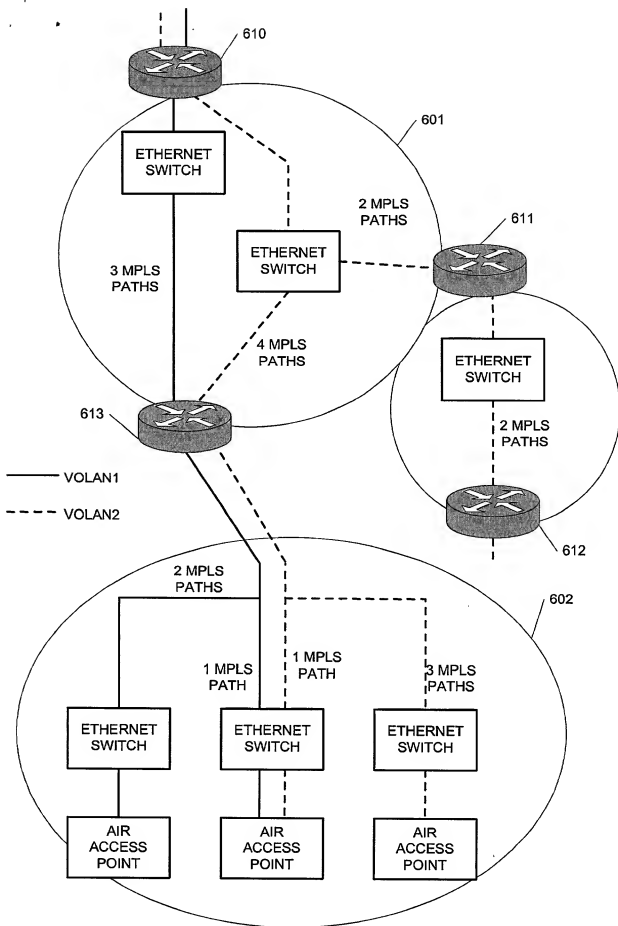 610
601
ETHERNET
SWITCH
2 MPLS
PATHS
611
ETHERNET
SWITCH
3 MPLS
PATHS
4 MPLS
PATHS
ETHERNET
SWITCH
613
2 MPLS
PATHS
VOLAN1
VOLAN2
612
2 MPLS
PATHS
602
1 MPLS
PATH
1 MPLS
PATH
3 MPLS
PATHS
ETHERNET
SWITCH
ETHERNET
SWITCH
ETHERNET
SWITCH
AIR
ACCESS
POINT
AIR
ACCESS
POINT
AIR
ACCESS
POINT